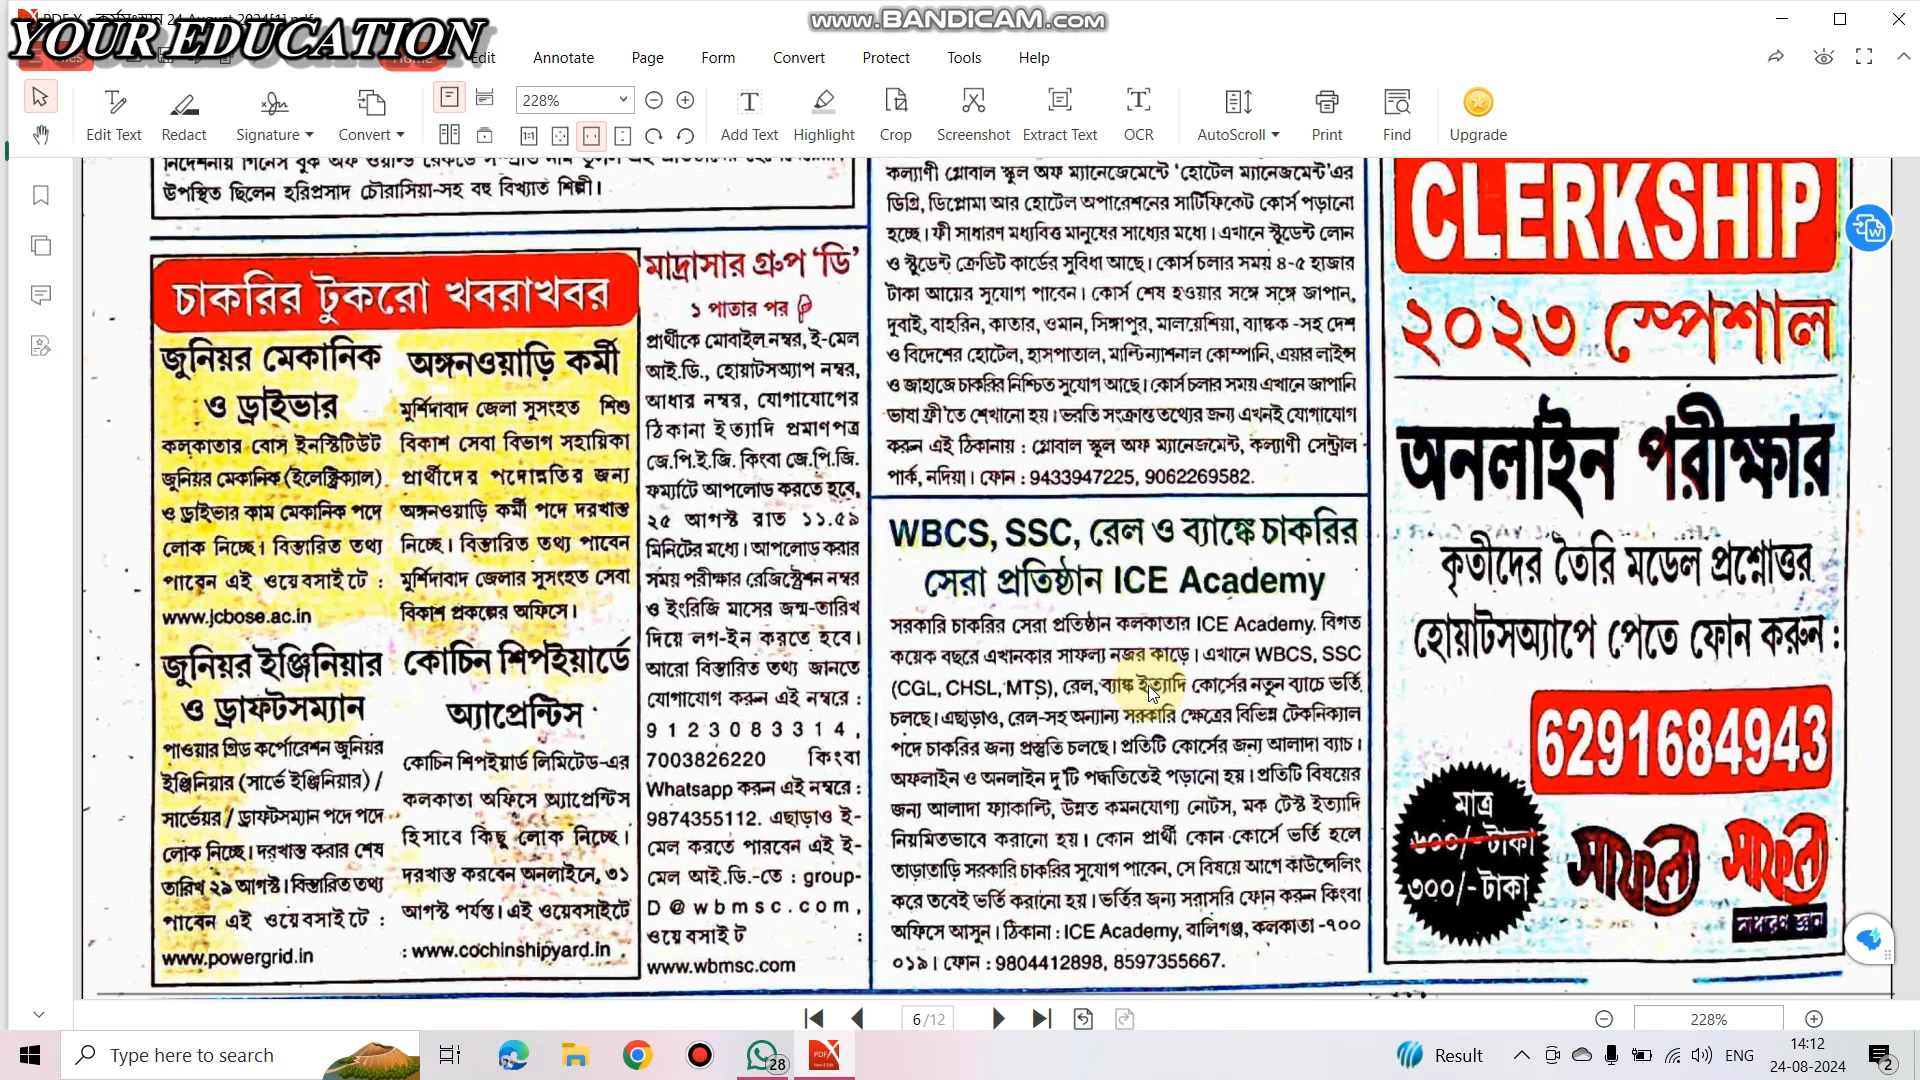 YOUR EDUCATION
www.BANDICAM.com
Edit
Annotate
Page
Form
Convert
Protect
Tools
Help
228%
Edit Text
Redact
Signature
Convert
Add Text
Highlight
Crop
Screenshot
Extract Text
OCR
AutoScroll
Print
Find
Upgrade
উপস্থিত ছিলেন হরিপ্রসাদ চৌরাসিয়া-সহ বহু বিখ্যাত শিল্পী।
চাকরির টুকরো খবরাখবর
জুনিয়র মেকানিক
ও ড্রাইভার
কলকাতার বোস ইনস্টিটিউট
জুনিয়র মেকানিক (ইলেক্ট্রিক্যাল)
ও ড্রাইভার কাম মেকানিক পদে
লোক নিচ্ছে। বিস্তারিত তথ্য
পাবেন এই ওয়েবসাইটে :
www.jcbose.ac.in
জুনিয়র ইঞ্জিনিয়ার
ও ড্রাফটসম্যান
পাওয়ার গ্রিড কর্পোরেশন জুনিয়র
ইঞ্জিনিয়ার (সার্ভে ইঞ্জিনিয়ার) /
সার্ভেয়র / ড্রাফটসম্যান পদে পদে
লোক নিচ্ছে। দরখাস্ত করার শেষ
তারিখ ২৯ আগস্ট। বিস্তারিত তথ্য
পাবেন এই ওয়েবসাইটে :
www.powergrid.in
অঙ্গনওয়াড়ি কর্মী
মুর্শিদাবাদ জেলা সুসংহত শিশু
বিকাশ সেবা বিভাগ সহায়িকা
প্রার্থীদের পদোন্নতির জন্য
অঙ্গনওয়াড়ি কর্মী পদে দরখাস্ত
নিচ্ছে। বিস্তারিত তথ্য পাবেন
মুর্শিদাবাদ জেলার সুসংহত সেবা
বিকাশ প্রকল্পের অফিসে।
কোচিন শিপইয়ার্ডে
অ্যাপ্রেন্টিস
কোচিন শিপইয়ার্ড লিমিটেড-এর
কলকাতা অফিসে অ্যাপ্রেন্টিস
হিসাবে কিছু লোক নিচ্ছে।
দরখাস্ত করবেন অনলাইনে, ৩১
আগস্ট পর্যন্ত। এই ওয়েবসাইটে
: www.cochinshipyard.in
মাদ্রাসার গ্রুপ 'ডি'
১ পাতার পর
প্রার্থীকে মোবাইল নম্বর, ই-মেল
আই.ডি., হোয়াটসঅ্যাপ নম্বর,
আধার নম্বর, যোগাযোগের
ঠিকানা ইত্যাদি প্রমাণপত্র
জে.পি.ই.জি. কিংবা জে.পি.জি.
ফর্ম্যাটে আপলোড করতে হবে,
২৫ আগস্ট রাত ১১.৫৯
মিনিটের মধ্যে। আপলোড করার
সময় পরীক্ষার রেজিস্ট্রেশন নম্বর
ও ইংরিজি মাসের জন্ম-তারিখ
দিয়ে লগ-ইন করতে হবে।
আরো বিস্তারিত তথ্য জানতে
যোগাযোগ করুন এই নম্বরে :
9123083314,
7003826220 কিংবা
Whatsapp করুন এই নম্বরে :
9874355112. এছাড়াও ই-
মেল করতে পারবেন এই ই-
মেল আই.ডি.-তে : group-
D@wbmsc.com,
ওয়েবসাইট :
www.wbmsc.com
কল্যাণী গ্লোবাল স্কুল অফ ম্যানেজেমেন্টে 'হোটেল ম্যানেজমেন্ট'এর
ডিগ্রি, ডিপ্লোমা আর হোটেল অপারেশনের সার্টিফিকেট কোর্স পড়ানো
হচ্ছে। ফী সাধারণ মধ্যবিত্ত মানুষের সাধ্যের মধ্যে। এখানে স্টুডেন্ট লোন
ও স্টুডেন্ট ক্রেডিট কার্ডের সুবিধা আছে। কোর্স চলার সময় ৪-৫ হাজার
টাকা আয়ের সুযোগ পাবেন। কোর্স শেষ হওয়ার সঙ্গে সঙ্গে জাপান,
দুবাই, বাহরিন, কাতার, ওমান, সিঙ্গাপুর, মালয়েশিয়া, ব্যাঙ্কক -সহ দেশ
ও বিদেশের হোটেল, হাসপাতাল, মাল্টিন্যাশনাল কোম্পানি, এয়ার লাইন্স
ও জাহাজে চাকরির নিশ্চিত সুযোগ আছে। কোর্স চলার সময় এখানে জাপানি
ভাষা ফ্রী'তে শেখানো হয়। ভরতি সংক্রান্ত তথ্যের জন্য এখনই যোগাযোগ
করুন এই ঠিকানায় : গ্লোবাল স্কুল অফ ম্যানেজমেন্ট, কল্যাণী সেন্ট্রাল
পার্ক, নদিয়া। ফোন : 9433947225, 9062269582.
WBCS, SSC, রেল ও ব্যাঙ্কে চাকরির
সেরা প্রতিষ্ঠান ICE Academy
সরকারি চাকরির সেরা প্রতিষ্ঠান কলকাতার ICE Academy. বিগত
কয়েক বছরে এখানকার সাফল্য নজর কাড়ে। এখানে WBCS, SSC
(CGL, CHSL, MTS), রেল, ব্যাঙ্ক ইত্যাদি কোর্সের নতুন ব্যাচে ভর্তি
চলছে। এছাড়াও, রেল-সহ অন্যান্য সরকারি ক্ষেত্রের বিভিন্ন টেকনিক্যাল
পদে চাকরির জন্য প্রস্তুতি চলছে। প্রতিটি কোর্সের জন্য আলাদা ব্যাচ।
অফলাইন ও অনলাইন দু'টি পদ্ধতিতেই পড়ানো হয়। প্রতিটি বিষয়ের
জন্য আলাদা ফ্যাকাল্টি, উন্নত কমনযোগ্য নোটস, মক টেস্ট ইত্যাদি
নিয়মিতভাবে করানো হয়। কোন প্রার্থী কোন কোর্সে ভর্তি হলে
তাড়াতাড়ি সরকারি চাকরির সুযোগ পাবেন, সে বিষয়ে আগে কাউন্সেলিং
করে তবেই ভর্তি করানো হয়। ভর্তির জন্য সরাসরি ফোন করুন কিংবা
অফিসে আসুন। ঠিকানা : ICE Academy, বালিগঞ্জ, কলকাতা -৭০০
০১৯। ফোন : 9804412898, 8597355667.
CLERKSHIP
২০২৩ স্পেশাল
অনলাইন পরীক্ষার
কৃতীদের তৈরি মডেল প্রশ্নোত্তর
হোয়াটসঅ্যাপে পেতে ফোন করুন :
6291684943
মাত্র
৬০০/- টাকা
৩০০/- টাকা
সাফল্য সাফল্য
সাধারণ জ্ঞান
6 /12
228%
Type here to search
28
Result
ENG
14:12
24-08-2024
2